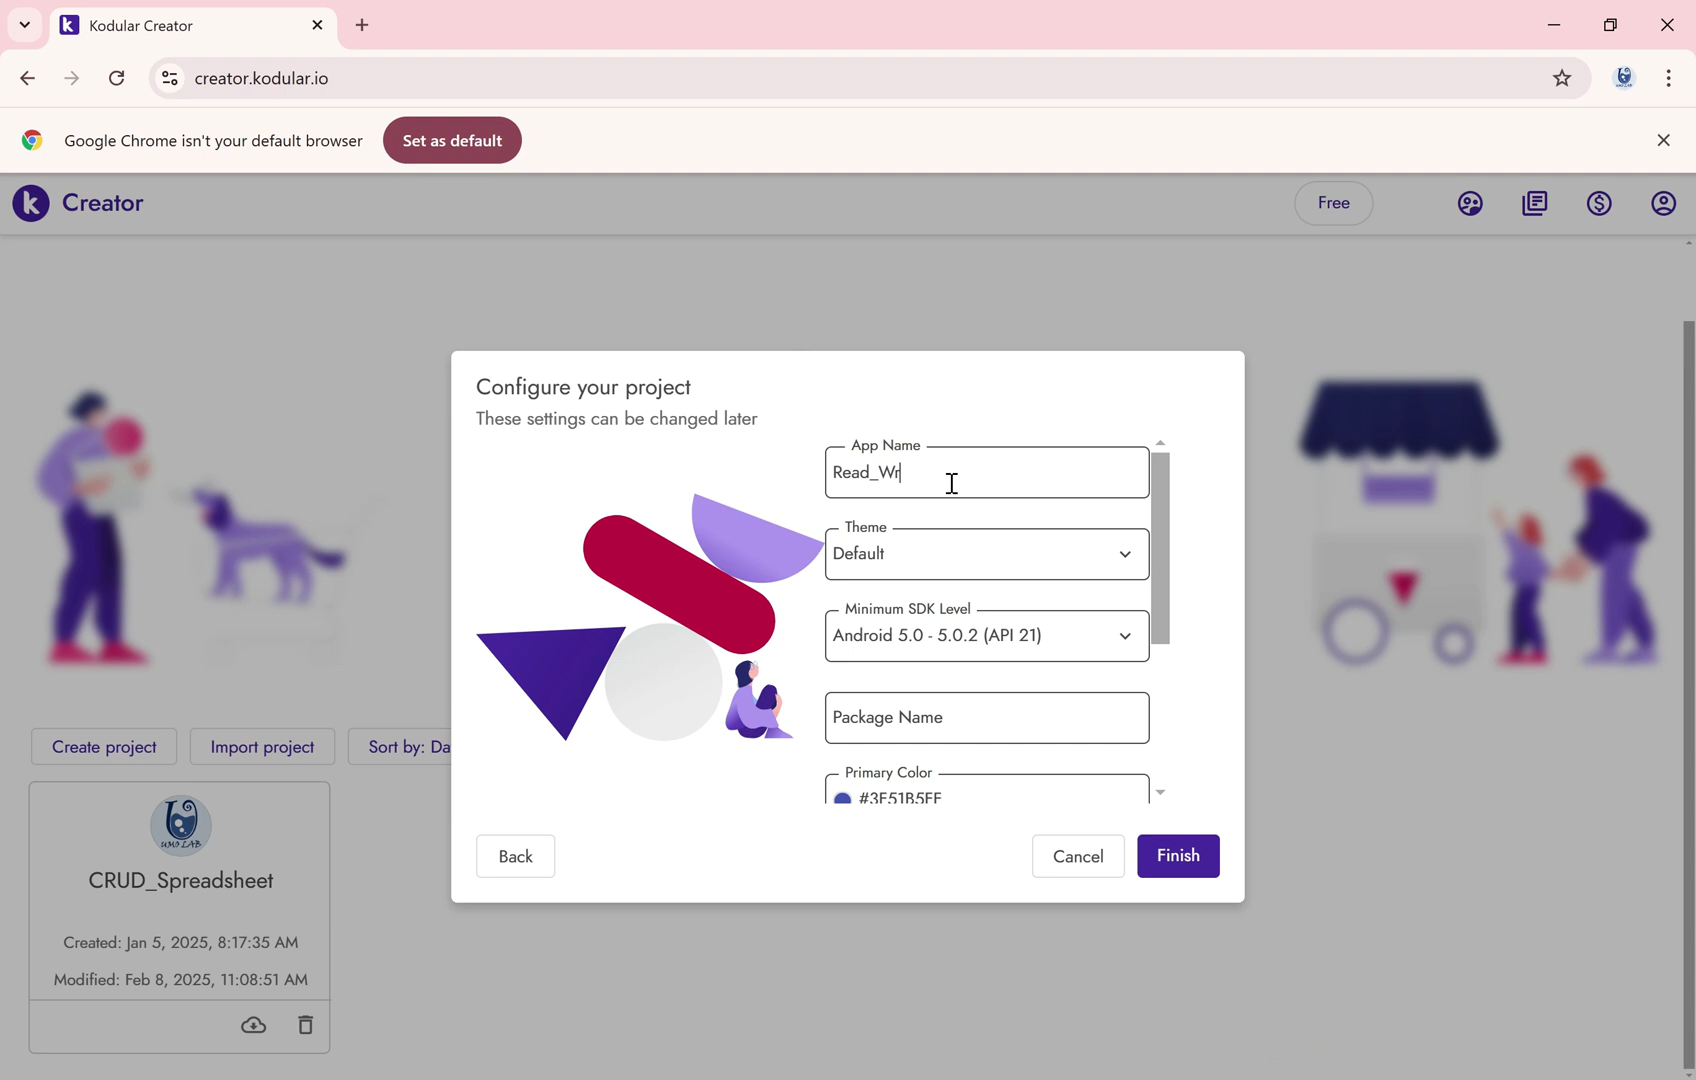 Kodular Creator
creator.kodular.io
Google Chrome isn't your default browser
Set as default
Creator
Free
Configure your project
These settings can be changed later
App Name
Read_Wr
Theme
Default
Minimum SDK Level
Android 5.0 - 5.0.2 (API 21)
Package Name
Primary Color
#3F51B5FF
Create project
Import project
Sort by: Da
Back
Cancel
Finish
UMO LAB
CRUD_Spreadsheet
Created: Jan 5, 2025, 8:17:35 AM
Modified: Feb 8, 2025, 11:08:51 AM